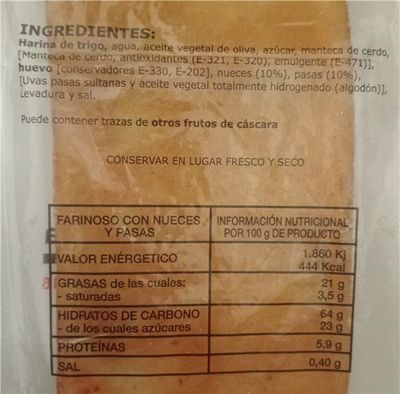 INGREDIENTES:
Harina de trigo, agua, aceite vegetal de oliva, azúcar, manteca de cerdo,
[Manteca de cerdo, antioxidantes (E-321, E-320), emulgente (E-471)],
huevo [conservadores E-330, E-202], nueces (10%), pasas (10%),
[Uvas pasas sultanas y aceite vegetal totalmente hidrogenado (algodón)],
Levadura y sal.
Puede contener trazas de otros frutos de cáscara
CONSERVAR EN LUGAR FRESCO Y SECO
FARINOSO CON NUECES Y PASAS
INFORMACIÓN NUTRICIONAL POR 100 g DE PRODUCTO
VALOR ENÉRGETICO 1.860 Kj
444 Kcal
GRASAS de las cuales: 21 g
- saturadas 3,5 g
HIDRATOS DE CARBONO 64 g
- de los cuales azúcares 23 g
PROTEÍNAS 5,9 g
SAL 0,40 g